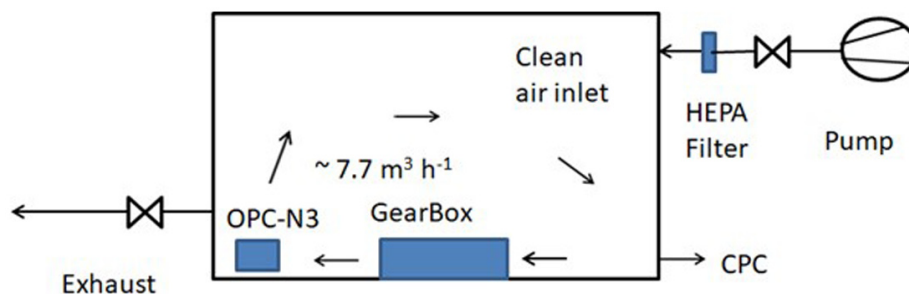 Clean
air inlet
HEPA
Filter
Pump
~ 7.7 m³ h⁻¹
OPC-N3
GearBox
Exhaust
CPC